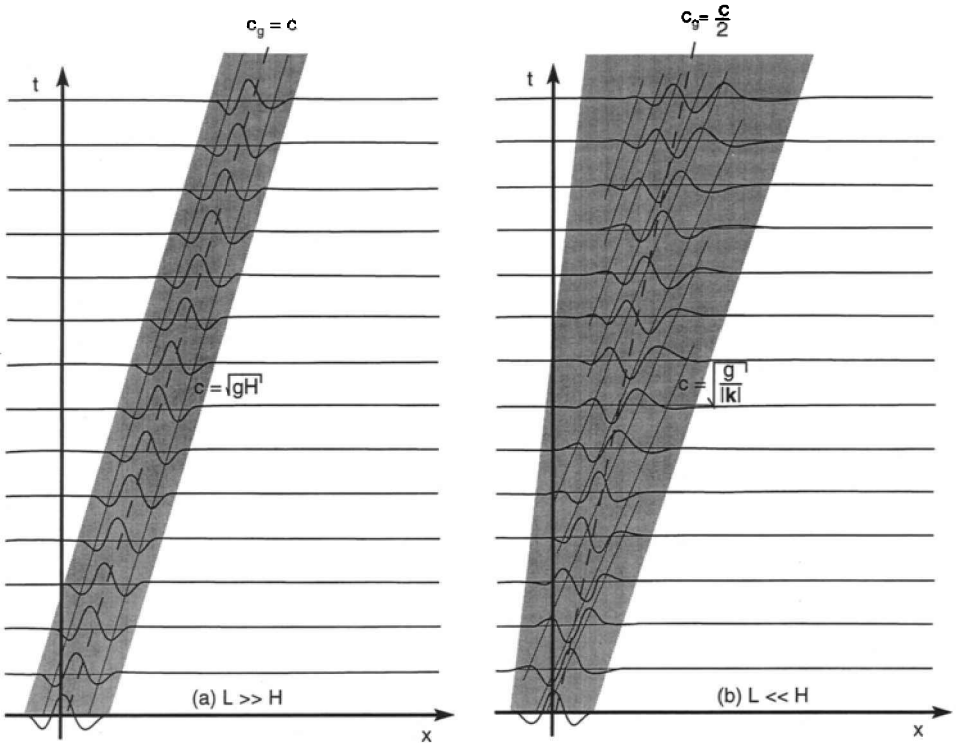 c_g = c
t
c = √gH
(a) L >> H
x
c_g = c/2
t
c = √g/|k|
(b) L << H
x